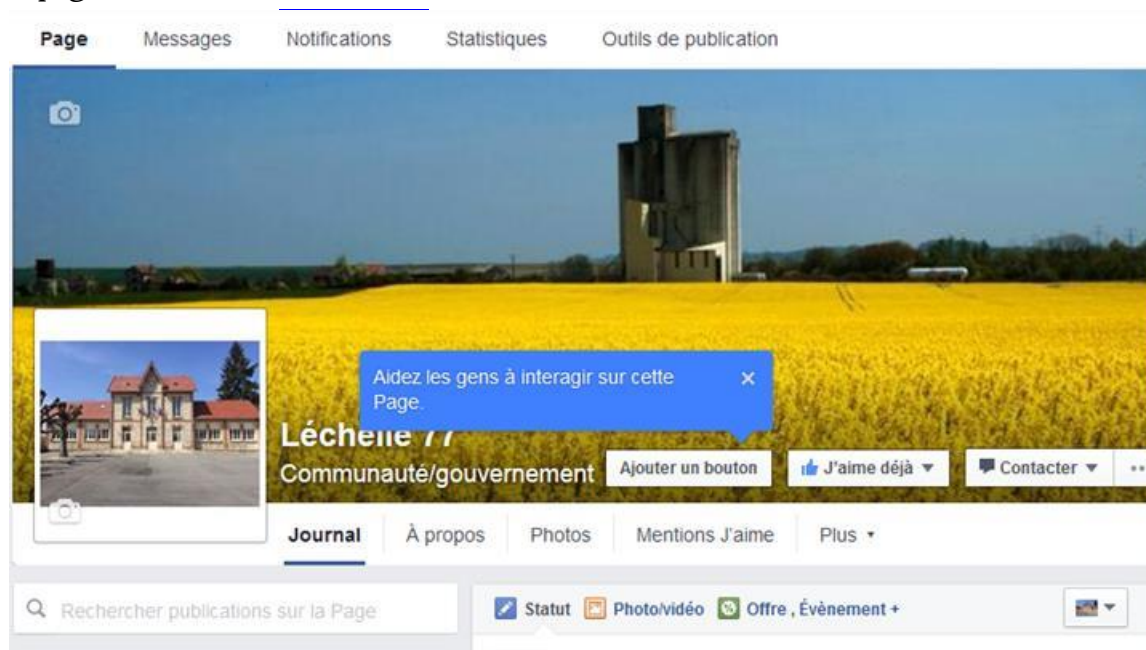 Page Messages Notifications Statistiques Outils de publication
Aidez les gens à interagir sur cette
Page.
Léchelle 77
Communauté/gouvernement
Ajouter un bouton J'aime déjà Contacter
Journal À propos Photos Mentions J'aime Plus
Rechercher publications sur la Page
Statut Photo/vidéo Offre , Évènement +